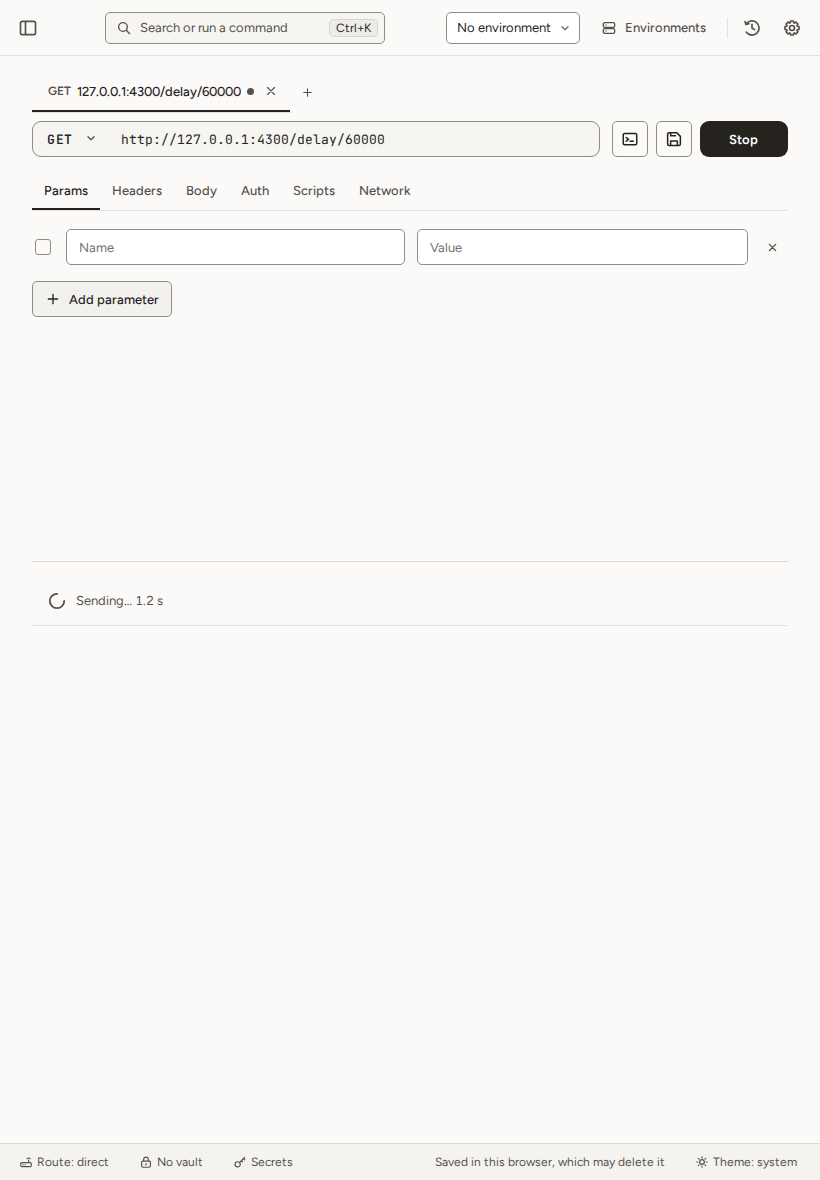 Search or run a command Ctrl+K No environment Environments
GET 127.0.0.1:4300/delay/60000
GET http://127.0.0.1:4300/delay/60000 Stop
Params Headers Body Auth Scripts Network
Name Value
Add parameter
Sending... 1.2 s
Route: direct No vault Secrets Saved in this browser, which may delete it Theme: system